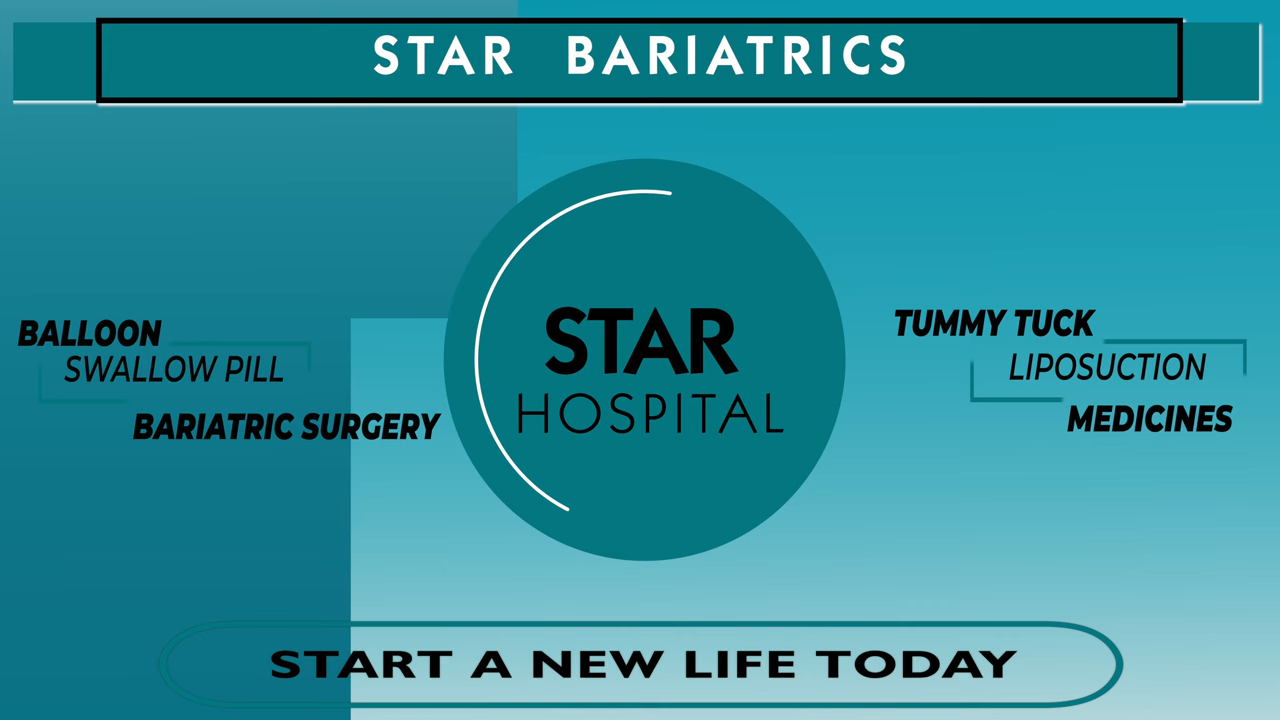 STAR BARIATRICS
BALLOON
SWALLOW PILL
BARIATRIC SURGERY
STAR
HOSPITAL
TUMMY TUCK
LIPOSUCTION
MEDICINES
START A NEW LIFE TODAY